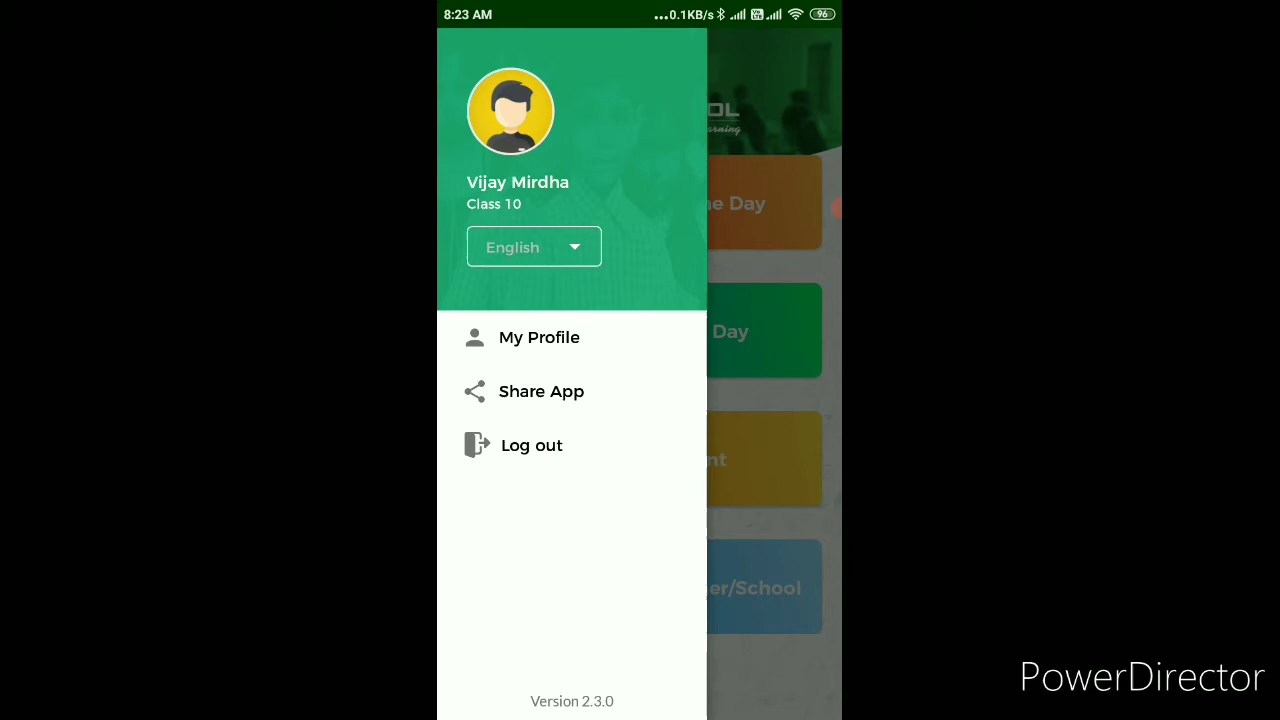 8:23 AM
...0.1KB/s
96
Vijay Mirdha
Class 10
English
My Profile
Share App
Log out
Version 2.3.0
Day
Day
/School
PowerDirector